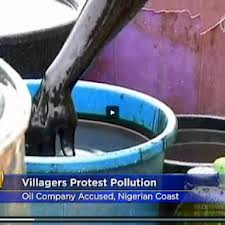 Villagers Protest Pollution
Oil Company Accused, Nigerian Coast